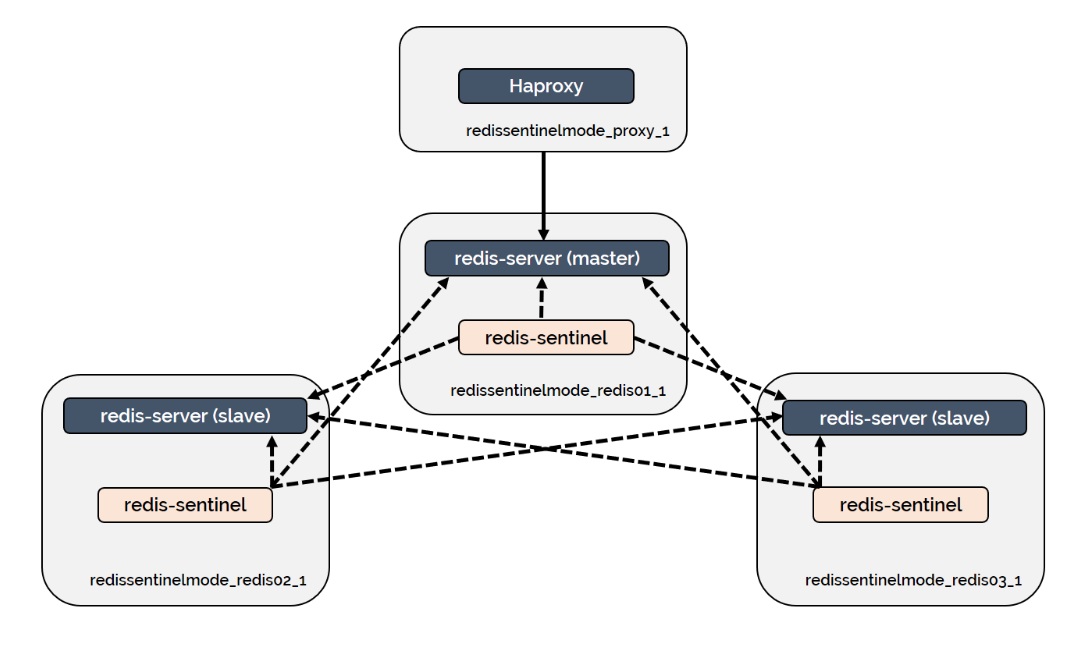 Haproxy
redissentinelmode_proxy_1
redis-server (master)
redis-sentinel
redissentinelmode_redis01_1
redis-server (slave)
redis-sentinel
redissentinelmode_redis02_1
redis-server (slave)
redis-sentinel
redissentinelmode_redis03_1